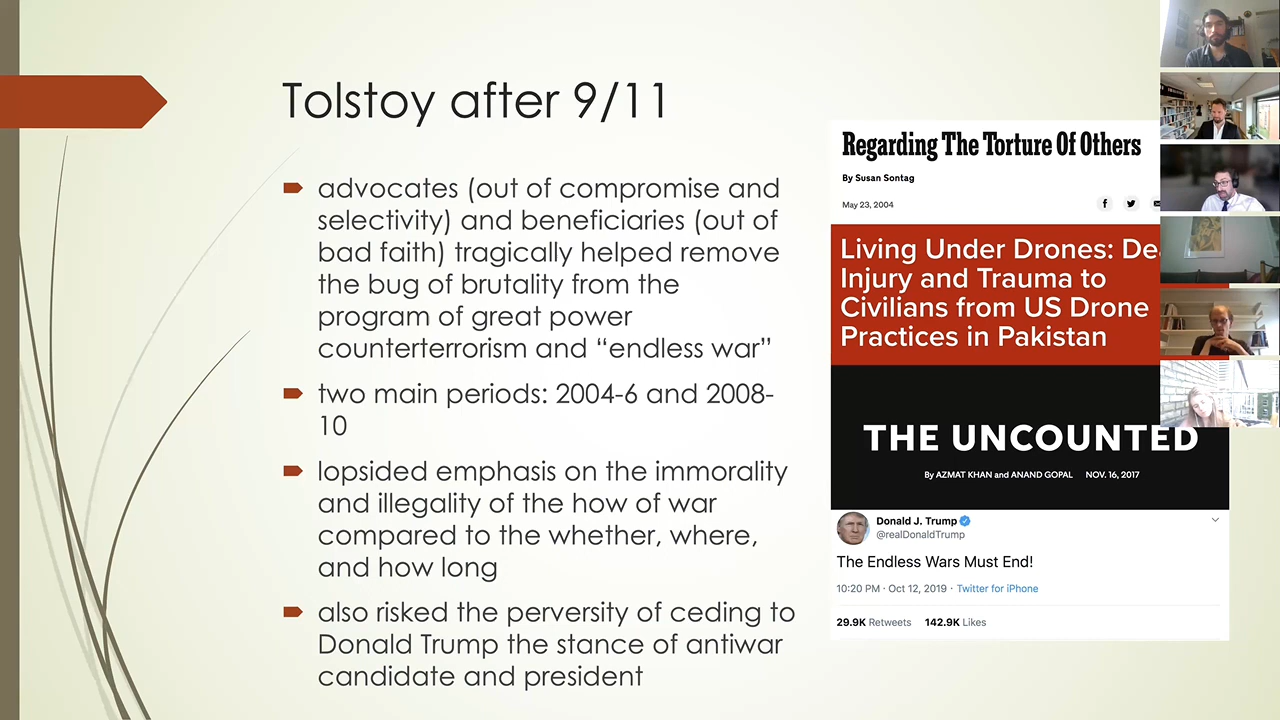 Tolstoy after 9/11
advocates (out of compromise and
selectivity) and beneficiaries (out of
bad faith) tragically helped remove
the bug of brutality from the
program of great power
counterterrorism and “endless war”
two main periods: 2004-6 and 2008-
10
lopsided emphasis on the immorality
and illegality of the how of war
compared to the whether, where,
and how long
also risked the perversity of ceding to
Donald Trump the stance of antiwar
candidate and president
Regarding The Torture Of Others
By Susan Sontag
May 23, 2004
Living Under Drones:
Injury and Trauma to
Civilians from US Drone
Practices in Pakistan
THE UNCOUNTED
By AZMAT KHAN and ANAND GOPAL NOV. 16, 2017
Donald J. Trump
@realDonaldTrump
The Endless Wars Must End!
10:20 PM · Oct 12, 2019 · Twitter for iPhone
29.9K Retweets 142.9K Likes